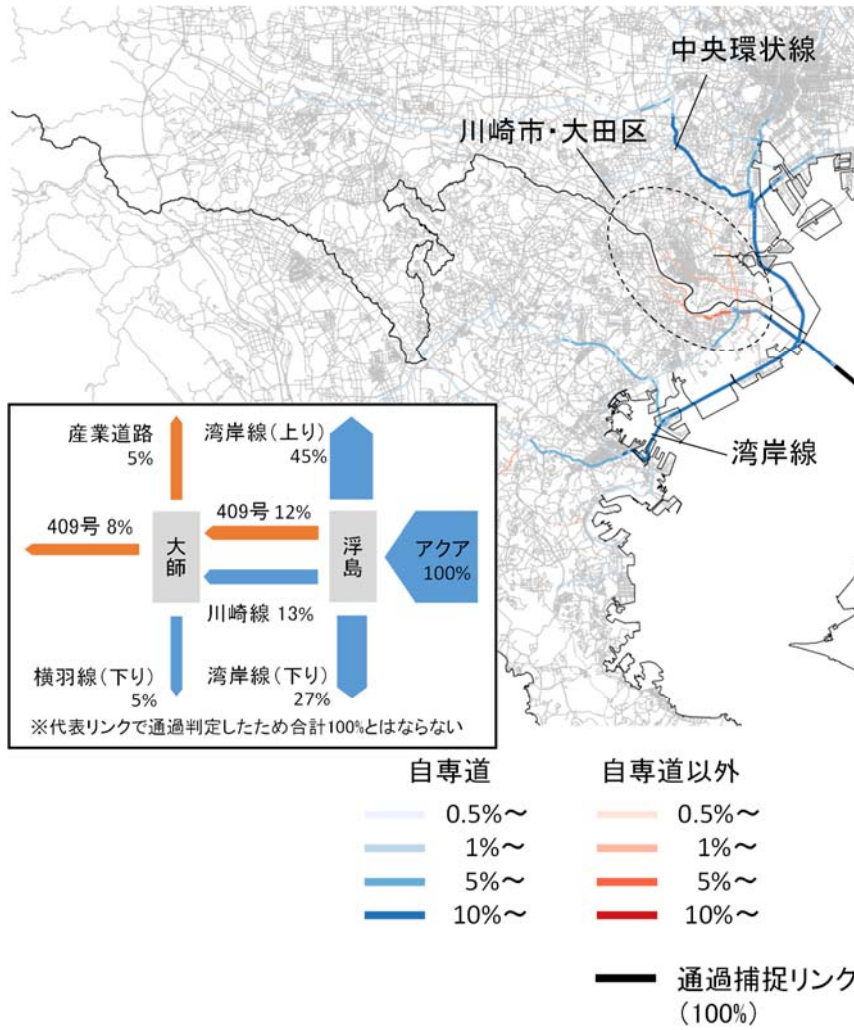 中央環状線
川崎市・大田区
湾岸線
産業道路
5%
湾岸線(上り)
45%
409号 8%
大師
409号 12%
浮島
アクア
100%
川崎線 13%
横羽線(下り)
5%
湾岸線(下り)
27%
※代表リンクで通過判定したため合計100%とはならない
自専道
0.5%～
1%～
5%～
10%～
自専道以外
0.5%～
1%～
5%～
10%～
通過捕捉リンク
(100%)